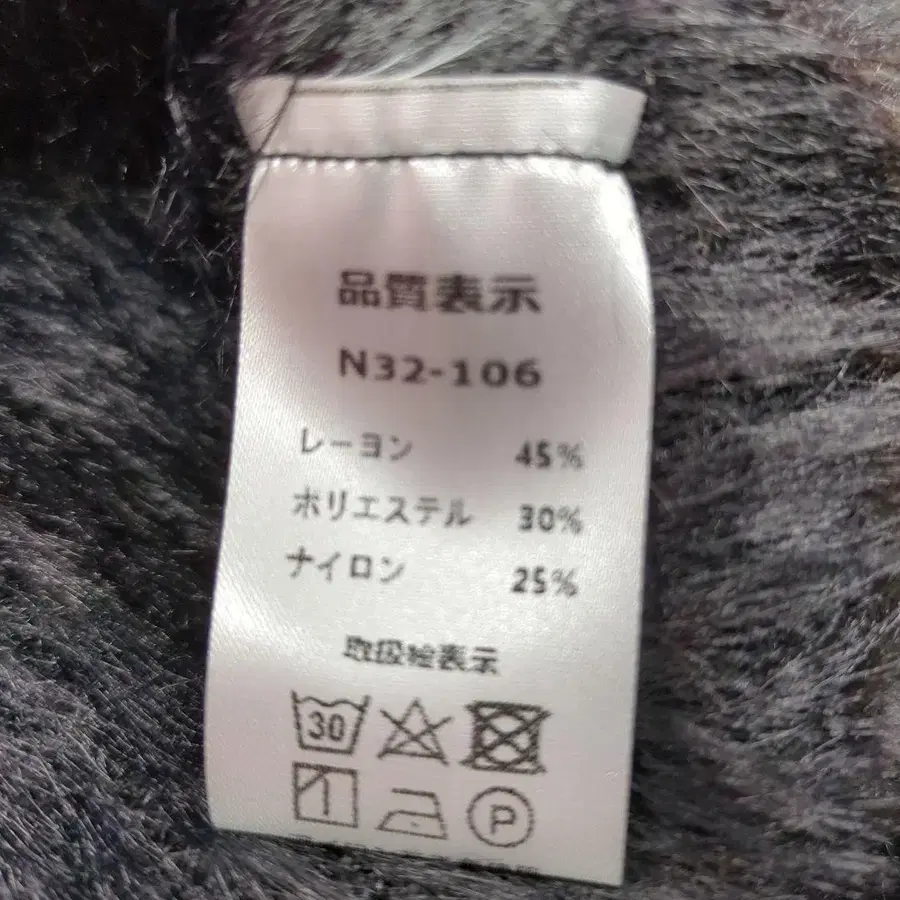 品質表示
N32-106
レーヨン 45%
ポリエステル 30%
ナイロン 25%
取扱絵表示
30
P